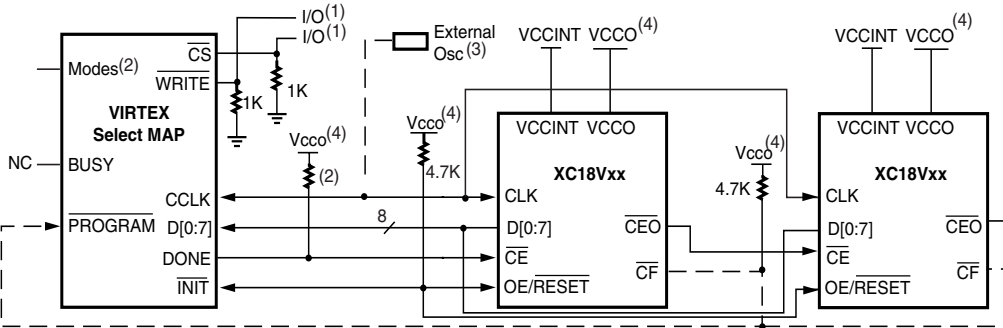 I/O(1)
I/O(1)
External
Osc(3)
VCCINT VCCO(4)
VCCINT VCCO(4)
CS
Modes(2)
WRITE
1K
1K
VIRTEX
Select MAP
Vcco(4)
Vcco(4)
VCCINT VCCO
VCCINT VCCO
Vcco(4)
NC
BUSY
(2)
4.7K
XC18Vxx
4.7K
XC18Vxx
CCLK
CLK
CLK
PROGRAM
D[0:7]
8
D[0:7]
CEO
D[0:7]
CEO
DONE
CE
CF
CE
CF
INIT
OE/RESET
OE/RESET